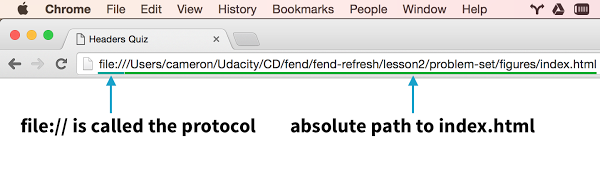 Chrome File Edit View History Bookmarks People Window Help
Headers Quiz
file:///Users/cameron/Udacity/CD/fend/fend-refresh/lesson2/problem-set/figures/index.html
file:// is called the protocol absolute path to index.html